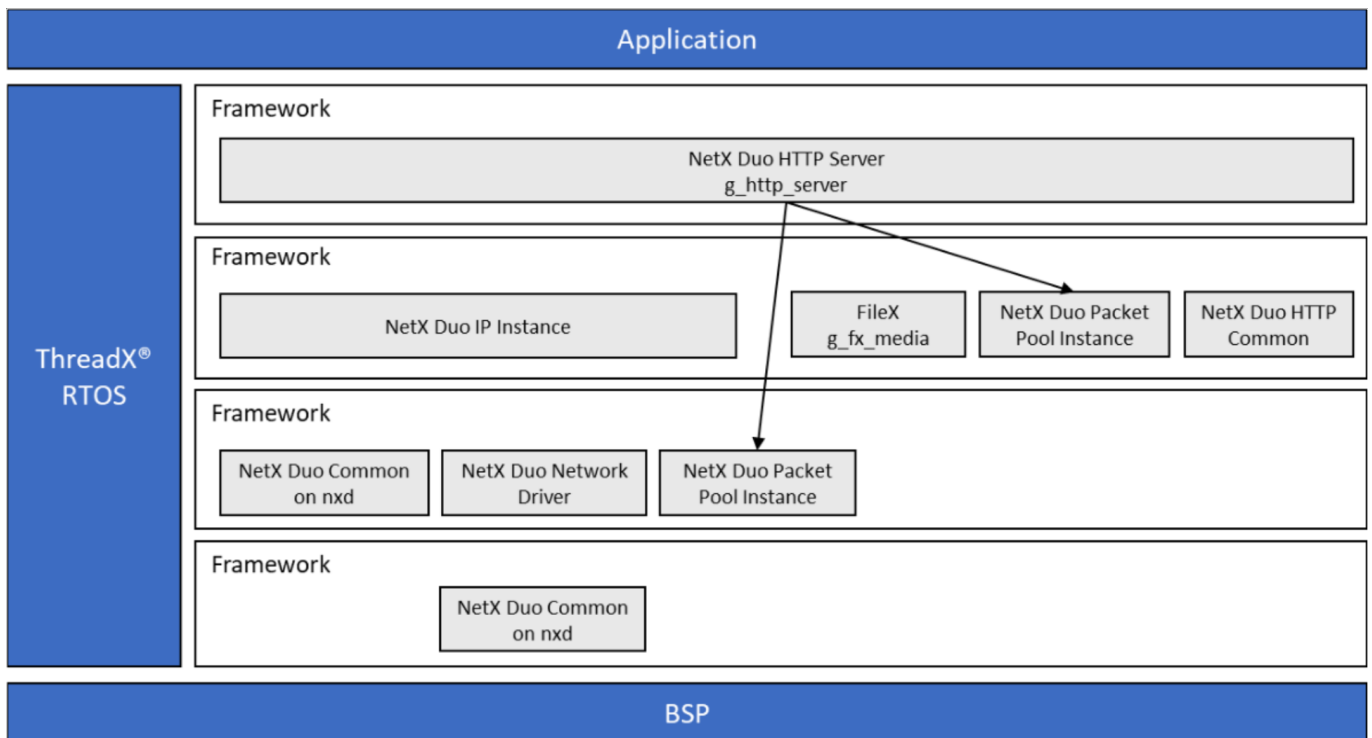 Application
ThreadX®
RTOS
Framework
NetX Duo HTTP Server
g_http_server
Framework
NetX Duo IP Instance
FileX
g_fx_media
NetX Duo Packet
Pool Instance
NetX Duo HTTP
Common
Framework
NetX Duo Common
on nxd
NetX Duo Network
Driver
NetX Duo Packet
Pool Instance
Framework
NetX Duo Common
on nxd
BSP